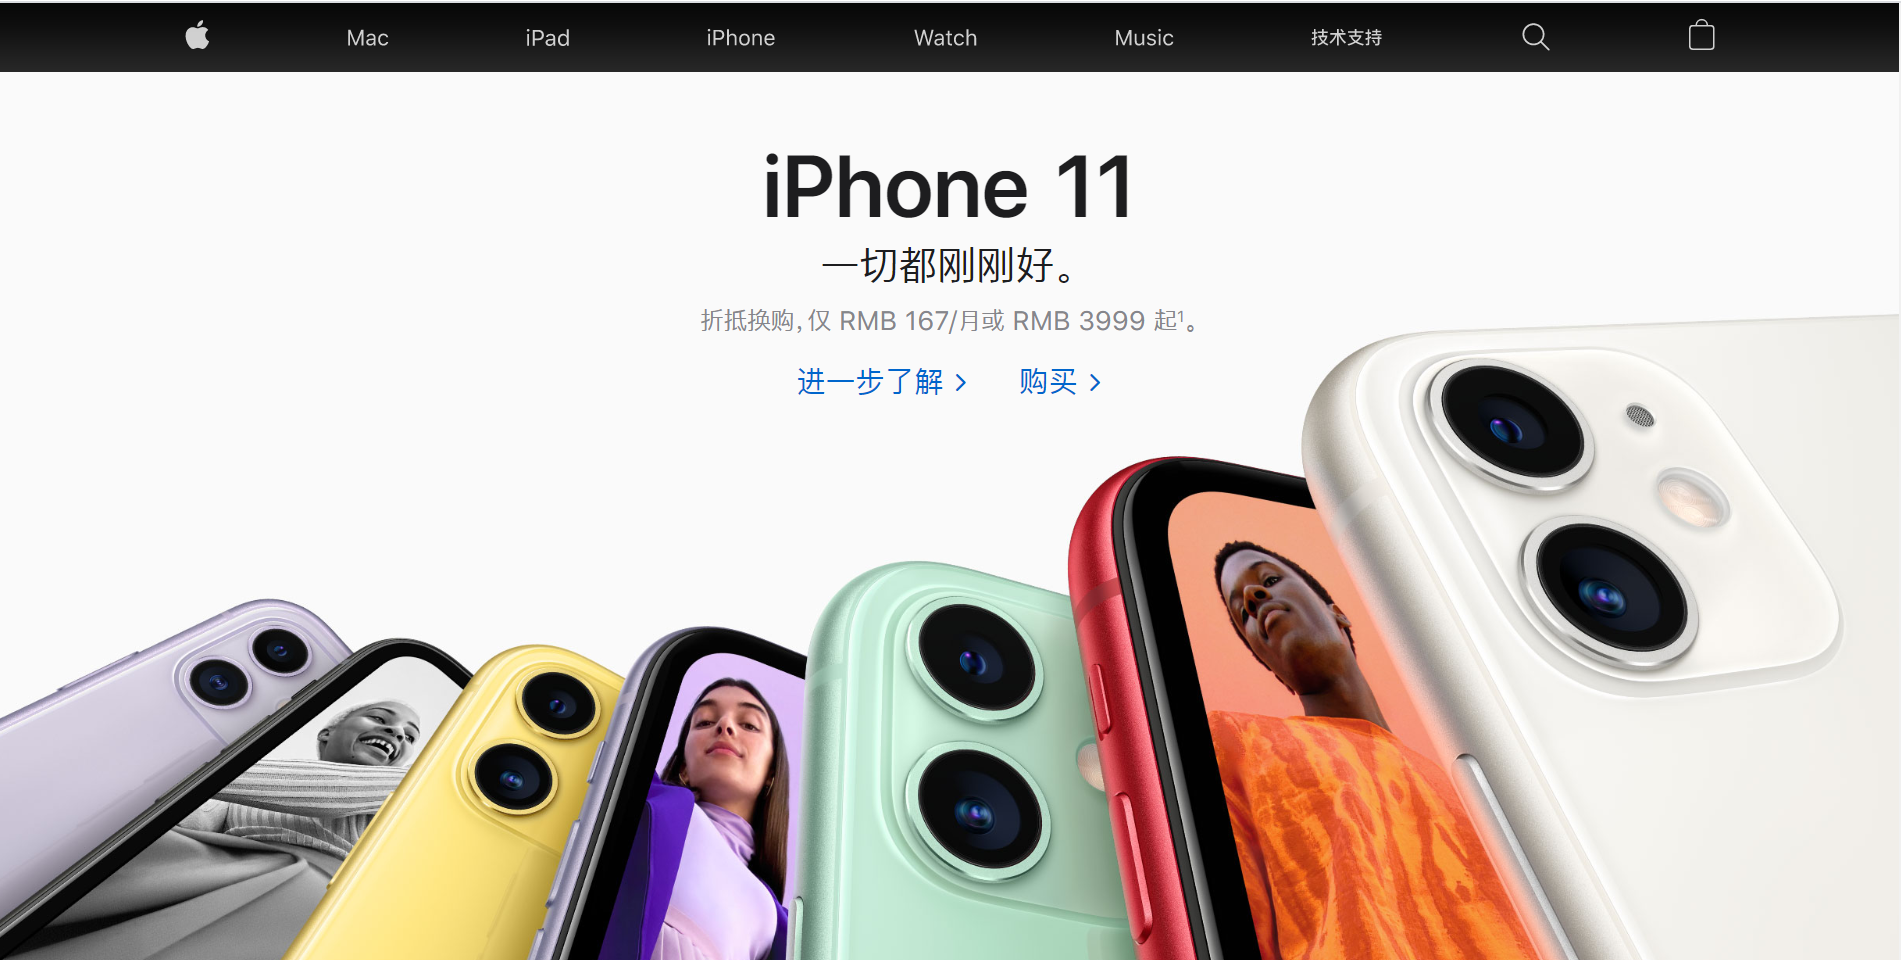 Mac iPad iPhone Watch Music 技术支持
iPhone 11
一切都刚刚好。
折抵换购，仅 RMB 167/月或 RMB 3999 起¹。
进一步了解 > 购买 >